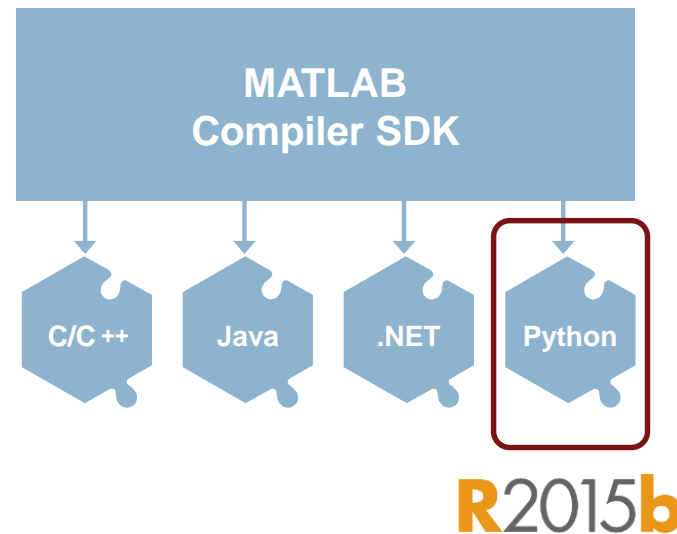 MATLAB
Compiler SDK
C/C ++
Java
.NET
Python
R2015b